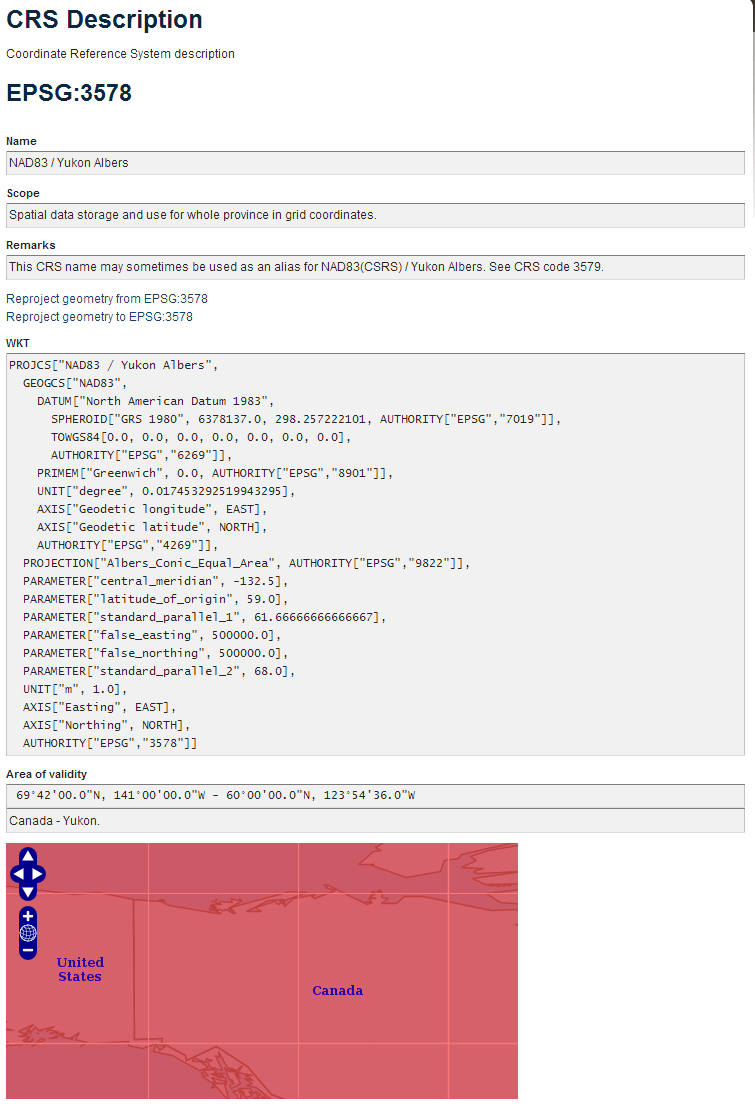 CRS Description
Coordinate Reference System description
EPSG:3578
Name
NAD83 / Yukon Albers
Scope
Spatial data storage and use for whole province in grid coordinates.
Remarks
This CRS name may sometimes be used as an alias for NAD83(CSRS) / Yukon Albers. See CRS code 3579.
Reproject geometry from EPSG:3578
Reproject geometry to EPSG:3578
WKT
PROJCS["NAD83 / Yukon Albers",
  GEOGCS["NAD83",
    DATUM["North American Datum 1983",
      SPHEROID["GRS 1980", 6378137.0, 298.257222101, AUTHORITY["EPSG","7019"]],
      TOWGS84[0.0, 0.0, 0.0, 0.0, 0.0, 0.0, 0.0],
      AUTHORITY["EPSG","6269"]],
    PRIMEM["Greenwich", 0.0, AUTHORITY["EPSG","8901"]],
    UNIT["degree", 0.017453292519943295],
    AXIS["Geodetic longitude", EAST],
    AXIS["Geodetic latitude", NORTH],
    AUTHORITY["EPSG","4269"]],
  PROJECTION["Albers_Conic_Equal_Area", AUTHORITY["EPSG","9822"]],
  PARAMETER["central_meridian", -132.5],
  PARAMETER["latitude_of_origin", 59.0],
  PARAMETER["standard_parallel_1", 61.66666666666667],
  PARAMETER["false_easting", 500000.0],
  PARAMETER["false_northing", 500000.0],
  PARAMETER["standard_parallel_2", 68.0],
  UNIT["m", 1.0],
  AXIS["Easting", EAST],
  AXIS["Northing", NORTH],
  AUTHORITY["EPSG","3578"]]
Area of validity
69°42'00.0"N, 141°00'00.0"W - 60°00'00.0"N, 123°54'36.0"W
Canada - Yukon.
United
States
Canada